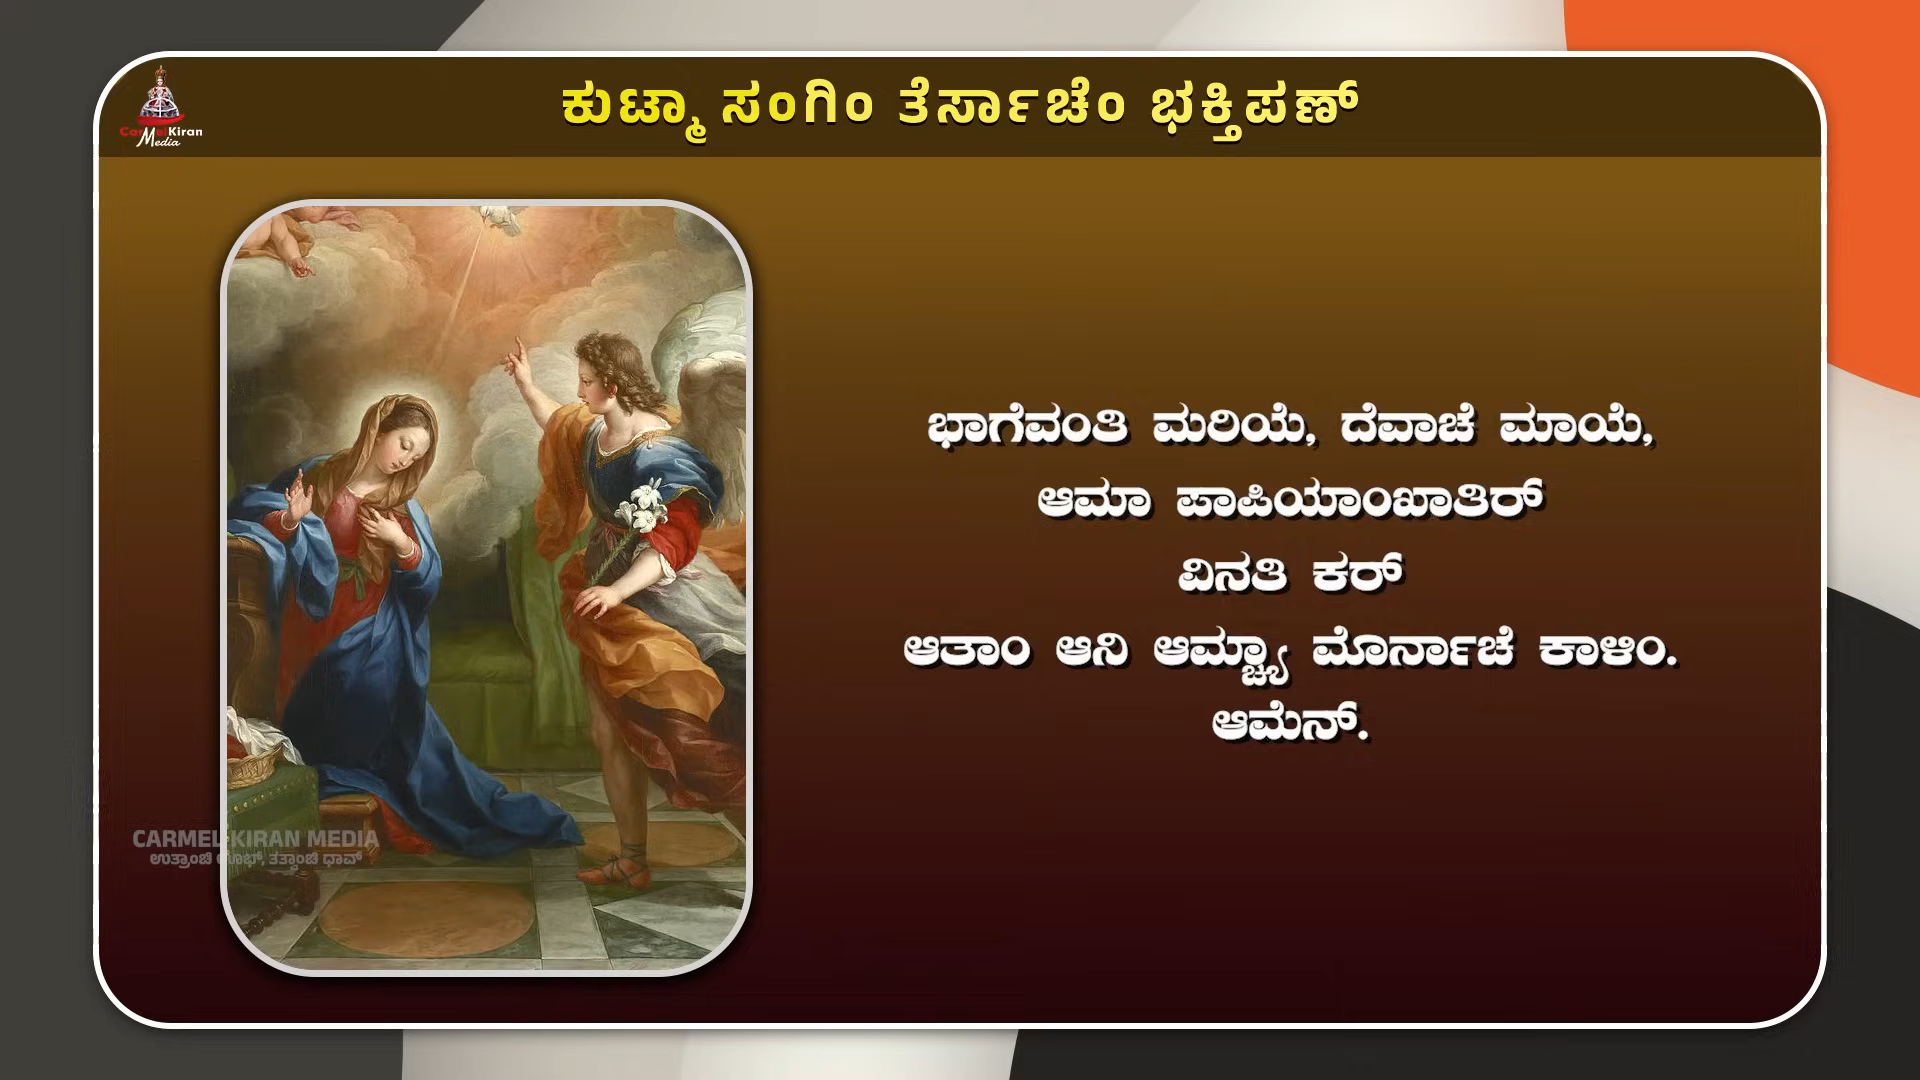 CarmelKiran
Media
ಕುಟ್ಮಾ ಸಂಗಿಂ ತೆರ್ಸಾಚೆಂ ಭಕ್ತಿಪಣ್
ಭಾಗೆವಂತಿ ಮರಿಯೆ, ದೆವಾಚೆ ಮಾಯೆ,
ಆಮಾ ಪಾಪಿಯಾಂಖಾತಿರ್
ವಿನತಿ ಕರ್
ಆತಾಂ ಆನಿ ಆಮ್ಚ್ಯಾ ಮೊರ್ನಾಚೆ ಕಾಳಿಂ.
ಆಮೆನ್.
CARMEL KIRAN MEDIA